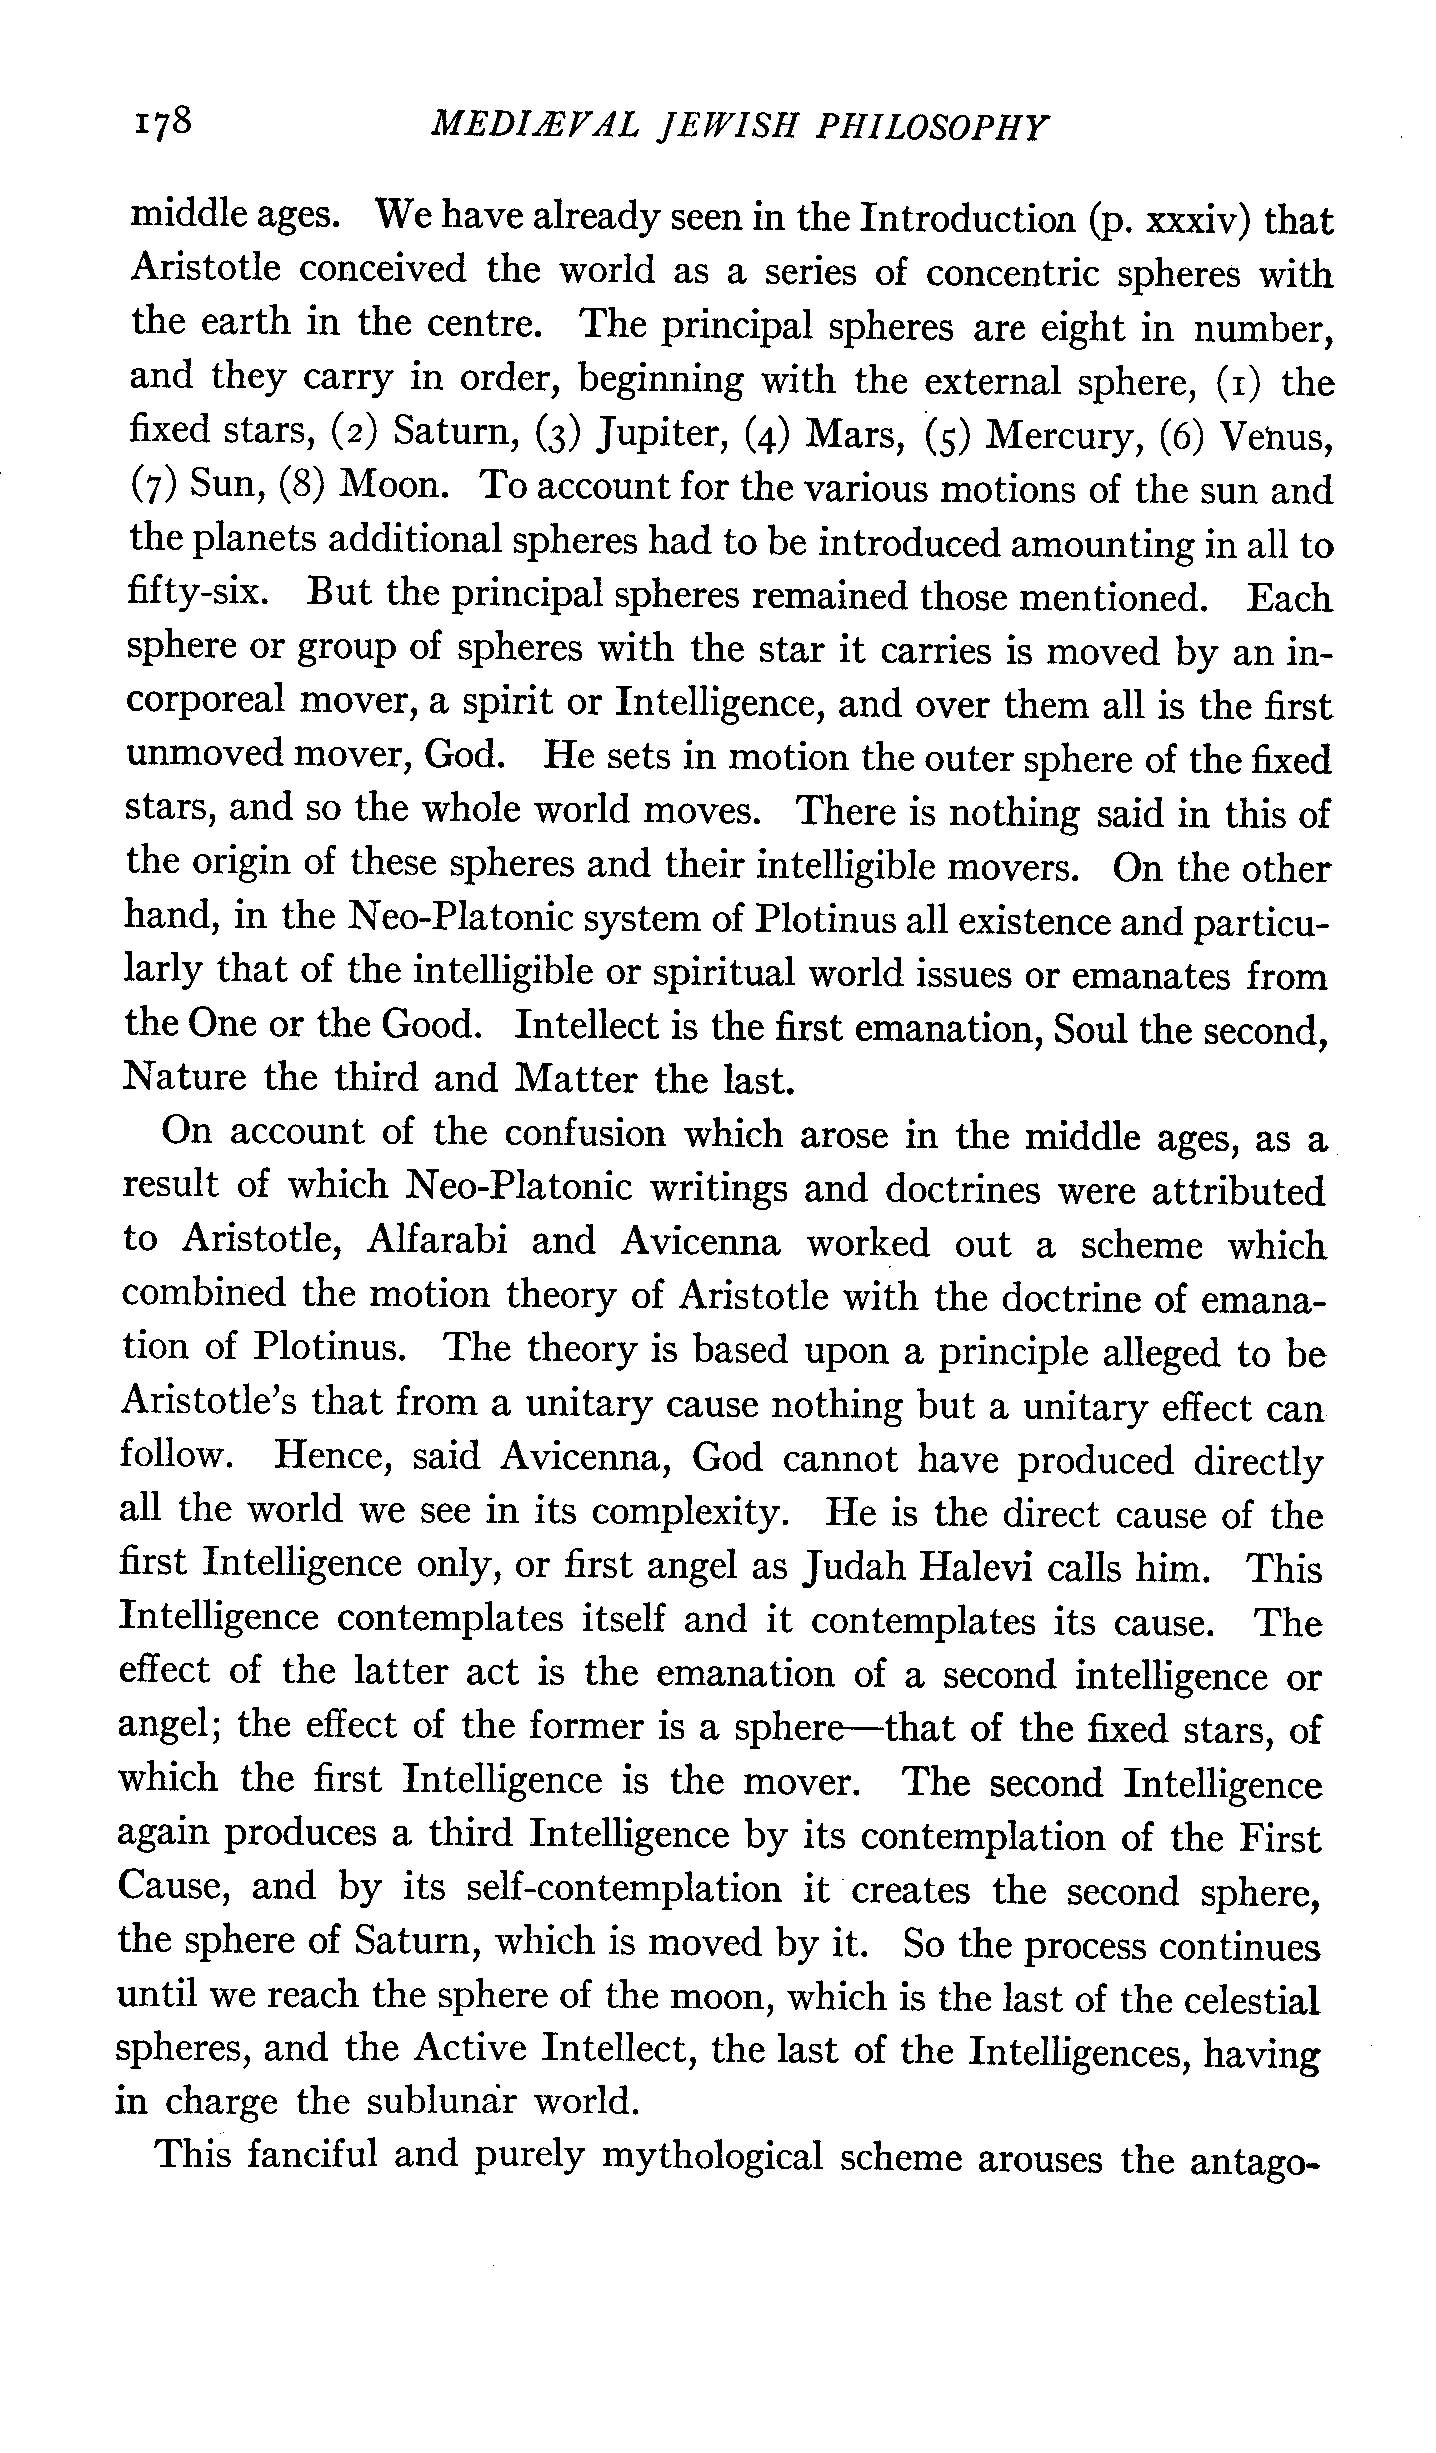 178 MEDIÆVAL JEWISH PHILOSOPHY
middle ages. We have already seen in the Introduction (p. xxxiv) that
Aristotle conceived the world as a series of concentric spheres with
the earth in the centre. The principal spheres are eight in number,
and they carry in order, beginning with the external sphere, (1) the
fixed stars, (2) Saturn, (3) Jupiter, (4) Mars, (5) Mercury, (6) Venus,
(7) Sun, (8) Moon. To account for the various motions of the sun and
the planets additional spheres had to be introduced amounting in all to
fifty-six. But the principal spheres remained those mentioned. Each
sphere or group of spheres with the star it carries is moved by an in-
corporeal mover, a spirit or Intelligence, and over them all is the first
unmoved mover, God. He sets in motion the outer sphere of the fixed
stars, and so the whole world moves. There is nothing said in this of
the origin of these spheres and their intelligible movers. On the other
hand, in the Neo-Platonic system of Plotinus all existence and particu-
larly that of the intelligible or spiritual world issues or emanates from
the One or the Good. Intellect is the first emanation, Soul the second,
Nature the third and Matter the last.
On account of the confusion which arose in the middle ages, as a
result of which Neo-Platonic writings and doctrines were attributed
to Aristotle, Alfarabi and Avicenna worked out a scheme which
combined the motion theory of Aristotle with the doctrine of emana-
tion of Plotinus. The theory is based upon a principle alleged to be
Aristotle's that from a unitary cause nothing but a unitary effect can
follow. Hence, said Avicenna, God cannot have produced directly
all the world we see in its complexity. He is the direct cause of the
first Intelligence only, or first angel as Judah Halevi calls him. This
Intelligence contemplates itself and it contemplates its cause. The
effect of the latter act is the emanation of a second intelligence or
angel; the effect of the former is a sphere—that of the fixed stars, of
which the first Intelligence is the mover. The second Intelligence
again produces a third Intelligence by its contemplation of the First
Cause, and by its self-contemplation it creates the second sphere,
the sphere of Saturn, which is moved by it. So the process continues
until we reach the sphere of the moon, which is the last of the celestial
spheres, and the Active Intellect, the last of the Intelligences, having
in charge the sublunar world.
This fanciful and purely mythological scheme arouses the antago-